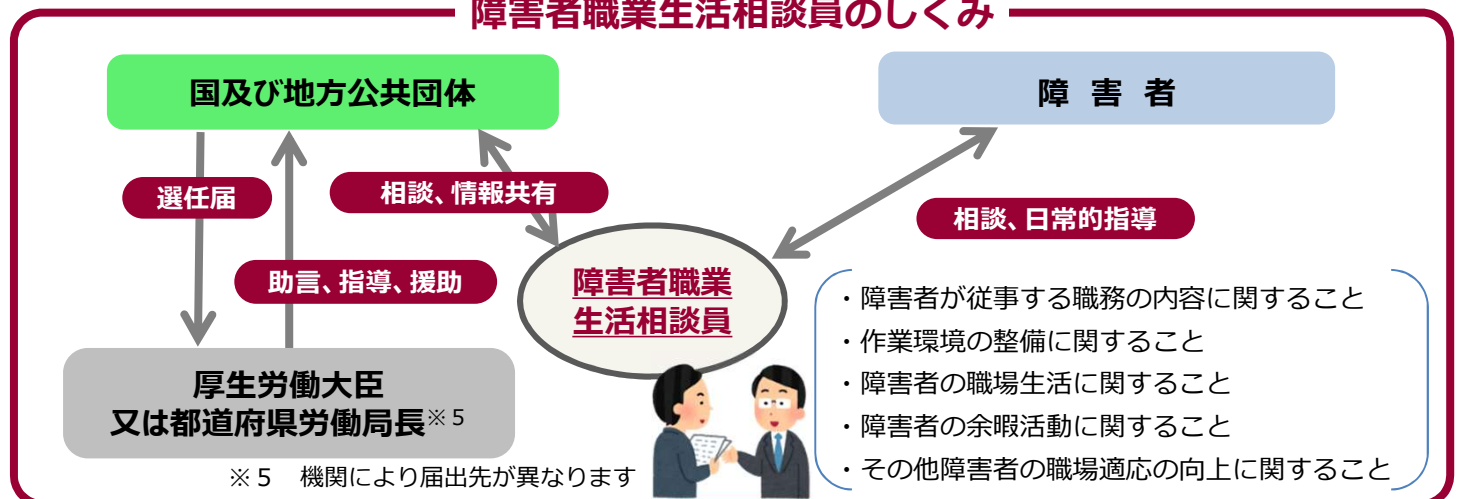 障害者職業生活相談員のしくみ
国及び地方公共団体
障 害 者
選任届
相談、情報共有
相談、日常的指導
助言、指導、援助
障害者職業
生活相談員
厚生労働大臣
又は都道府県労働局長※5
※5 機関により届出先が異なります
・障害者が従事する職務の内容に関すること
・作業環境の整備に関すること
・障害者の職場生活に関すること
・障害者の余暇活動に関すること
・その他障害者の職場適応の向上に関すること